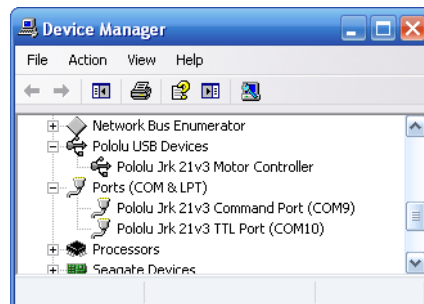 Device Manager
File Action View Help
Network Bus Enumerator
Pololu USB Devices
Pololu Jrk 21v3 Motor Controller
Ports (COM & LPT)
Pololu Jrk 21v3 Command Port (COM9)
Pololu Jrk 21v3 TTL Port (COM10)
Processors
Seagate Devices